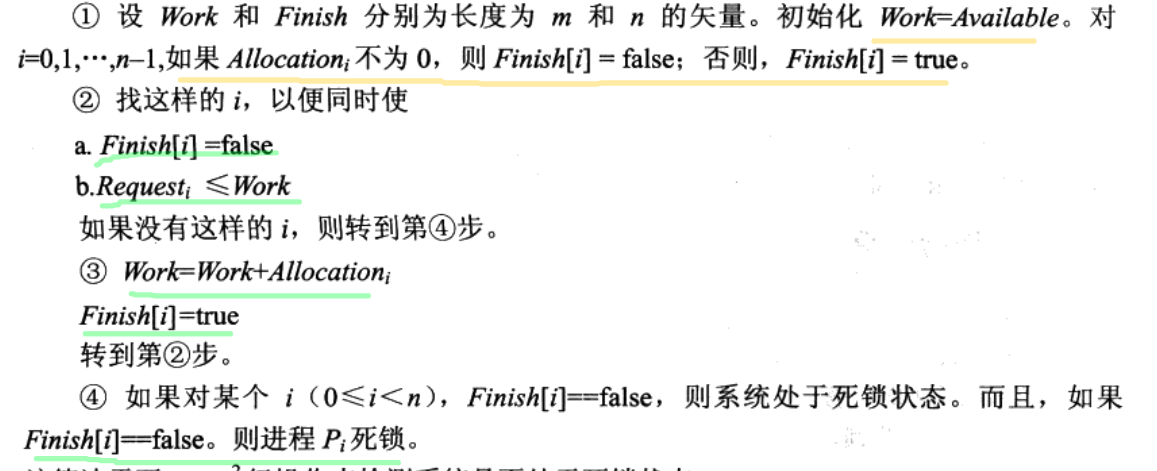 ① 设 Work 和 Finish 分别为长度为 m 和 n 的矢量。初始化 Work=Available。对
i=0,1,…,n–1,如果 Allocationᵢ 不为 0，则 Finish[i] = false；否则，Finish[i] = true。
② 找这样的 i，以便同时使
a. Finish[i] =false
b.Requestᵢ ≤Work
如果没有这样的 i，则转到第④步。
③ Work=Work+Allocationᵢ
Finish[i]=true
转到第②步。
④ 如果对某个 i（0≤i＜n），Finish[i]==false，则系统处于死锁状态。而且，如果
Finish[i]==false。则进程 Pᵢ 死锁。